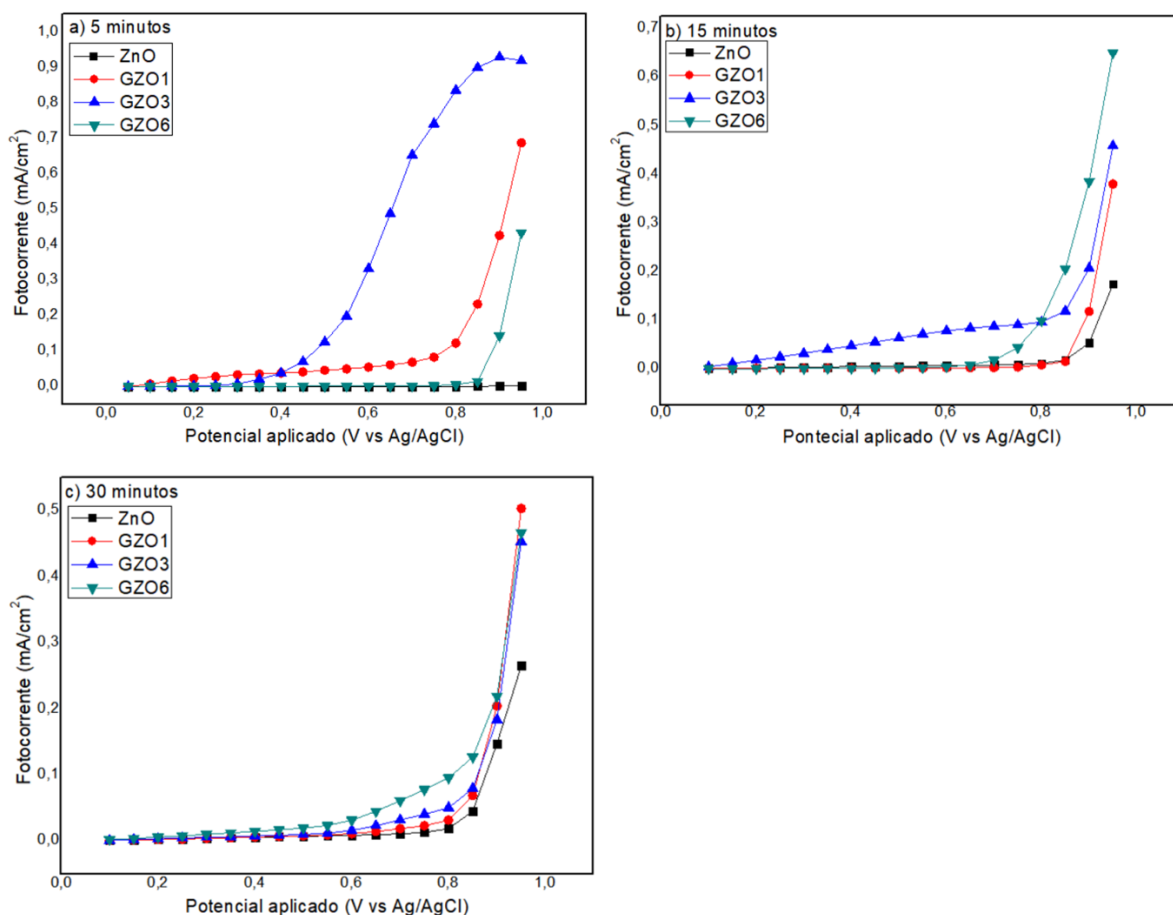 a) 5 minutos
ZnO
GZO1
GZO3
GZO6
1,0
0,9
0,8
0,7
0,6
0,5
0,4
0,3
0,2
0,1
0,0
Fotocorrente (mA/cm²)
0,0 0,2 0,4 0,6 0,8 1,0
Potencial aplicado (V vs Ag/AgCl)
b) 15 minutos
ZnO
GZO1
GZO3
GZO6
0,7
0,6
0,5
0,4
0,3
0,2
0,1
0,0
Fotocorrente (mA/cm²)
0,0 0,2 0,4 0,6 0,8 1,0
Pontecial aplicado (V vs Ag/AgCl)
c) 30 minutos
ZnO
GZO1
GZO3
GZO6
0,5
0,4
0,3
0,2
0,1
0,0
Fotocorrente (mA/cm²)
0,0 0,2 0,4 0,6 0,8 1,0
Potencial aplicado (V vs Ag/AgCl)